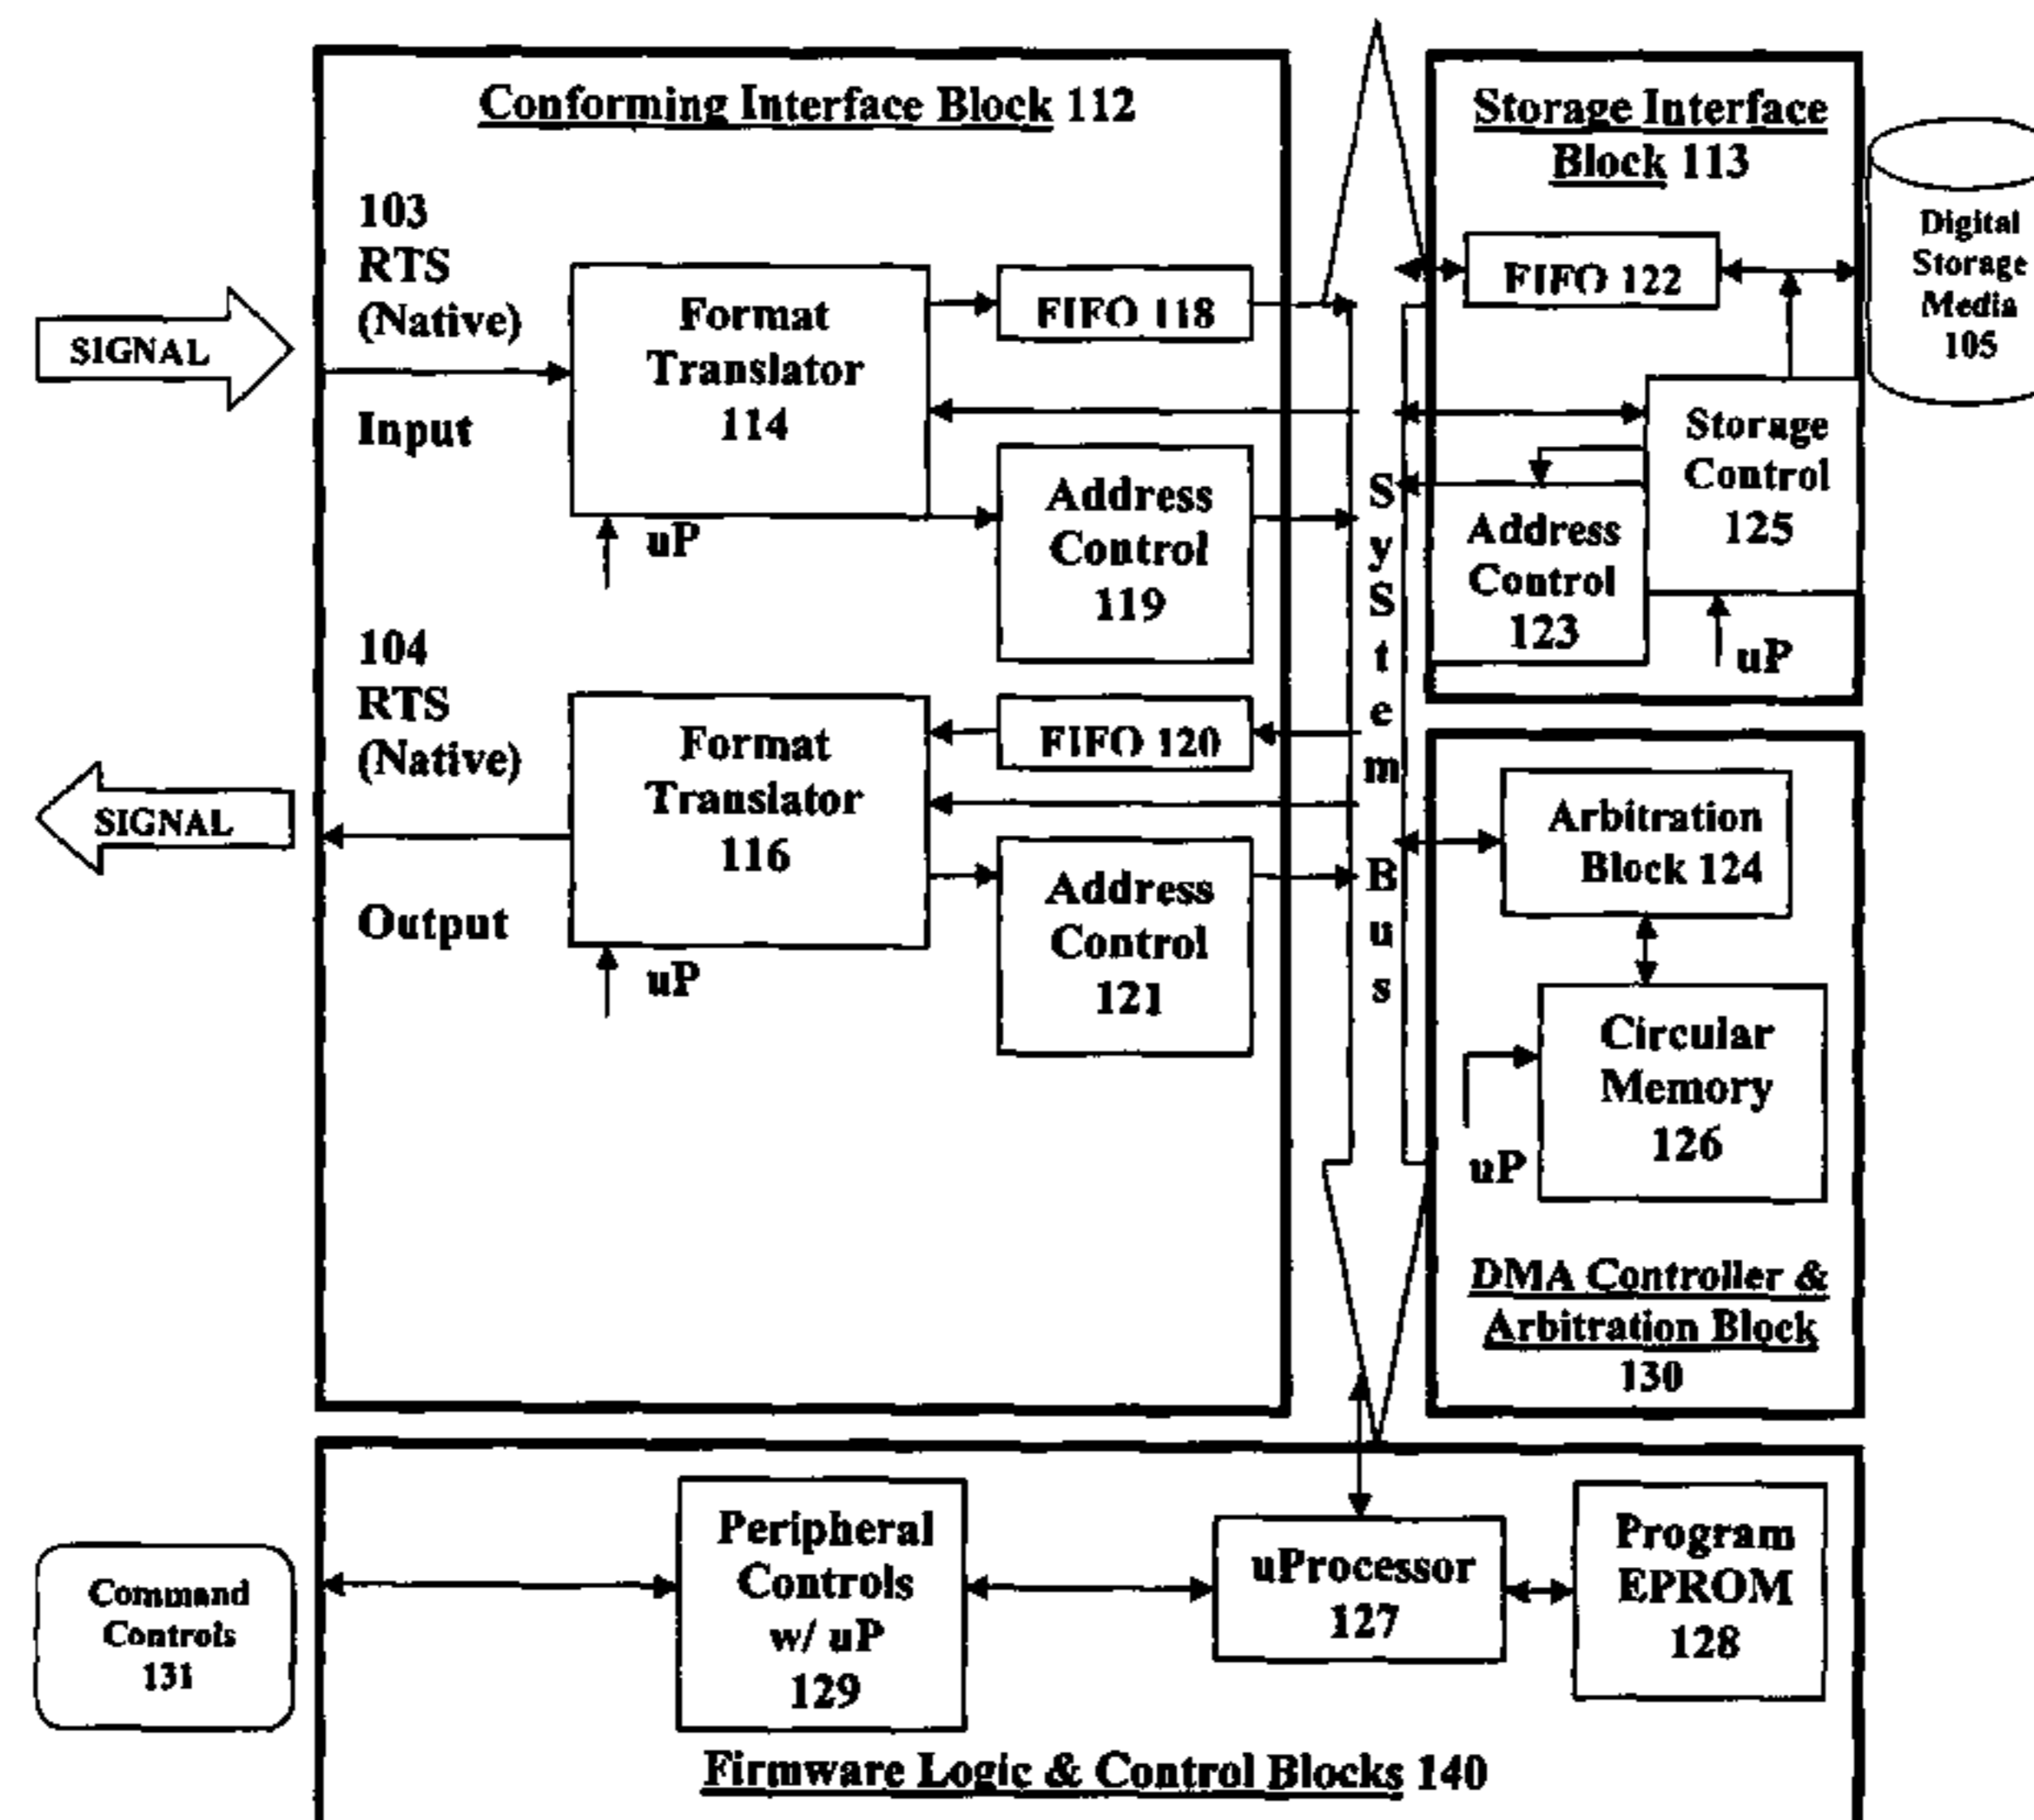 Conforming Interface Block 112
103
RTS
(Native)
SIGNAL
Input
Format
Translator
114
uP
FIFO 118
Address
Control
119
104
RTS
(Native)
SIGNAL
Output
Format
Translator
116
uP
FIFO 120
Address
Control
121
S
y
S
t
e
m
B
u
s
Storage Interface
Block 113
FIFO 122
Storage
Control
125
Address
Control
123
uP
Digital
Storage
Media
105
Arbitration
Block 124
Circular
Memory
126
uP
DMA Controller &
Arbitration Block
130
Command
Controls
131
Peripheral
Controls
w/ uP
129
uProcessor
127
Program
EPROM
128
Firmware Logic & Control Blocks 140